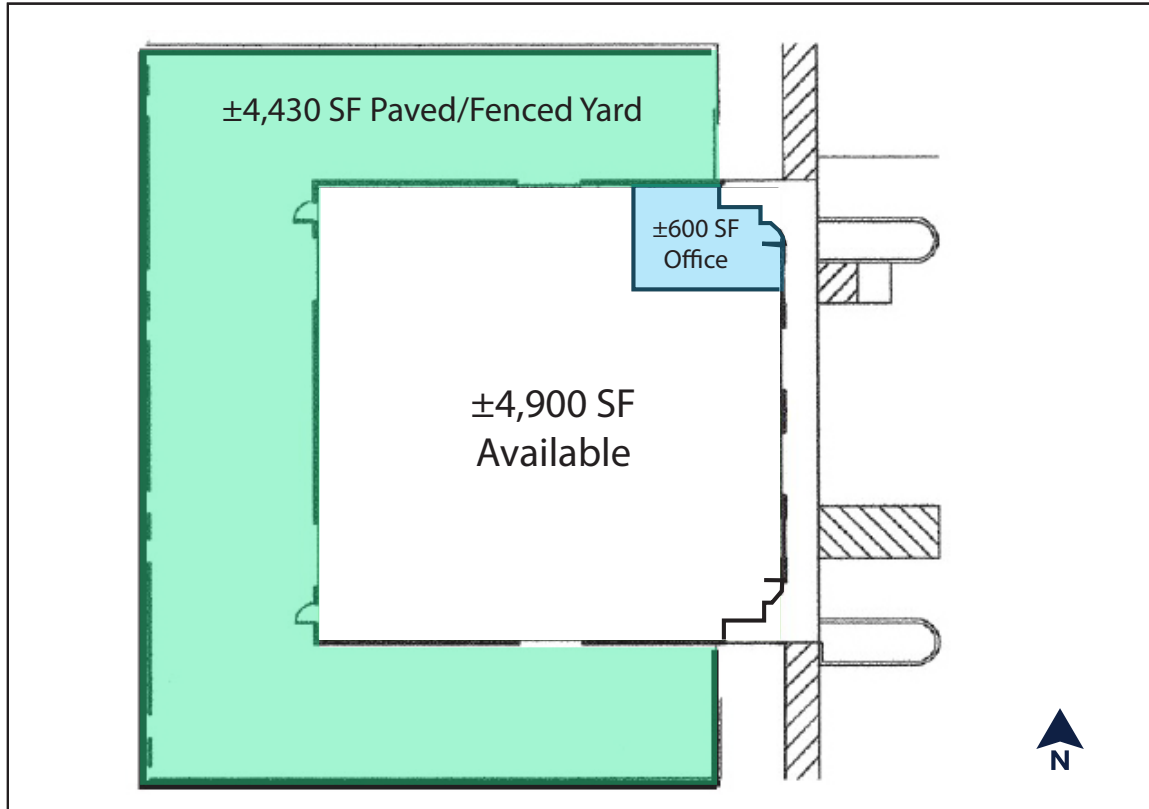 ±4,430 SF Paved/Fenced Yard
±600 SF
Office
±4,900 SF
Available
N